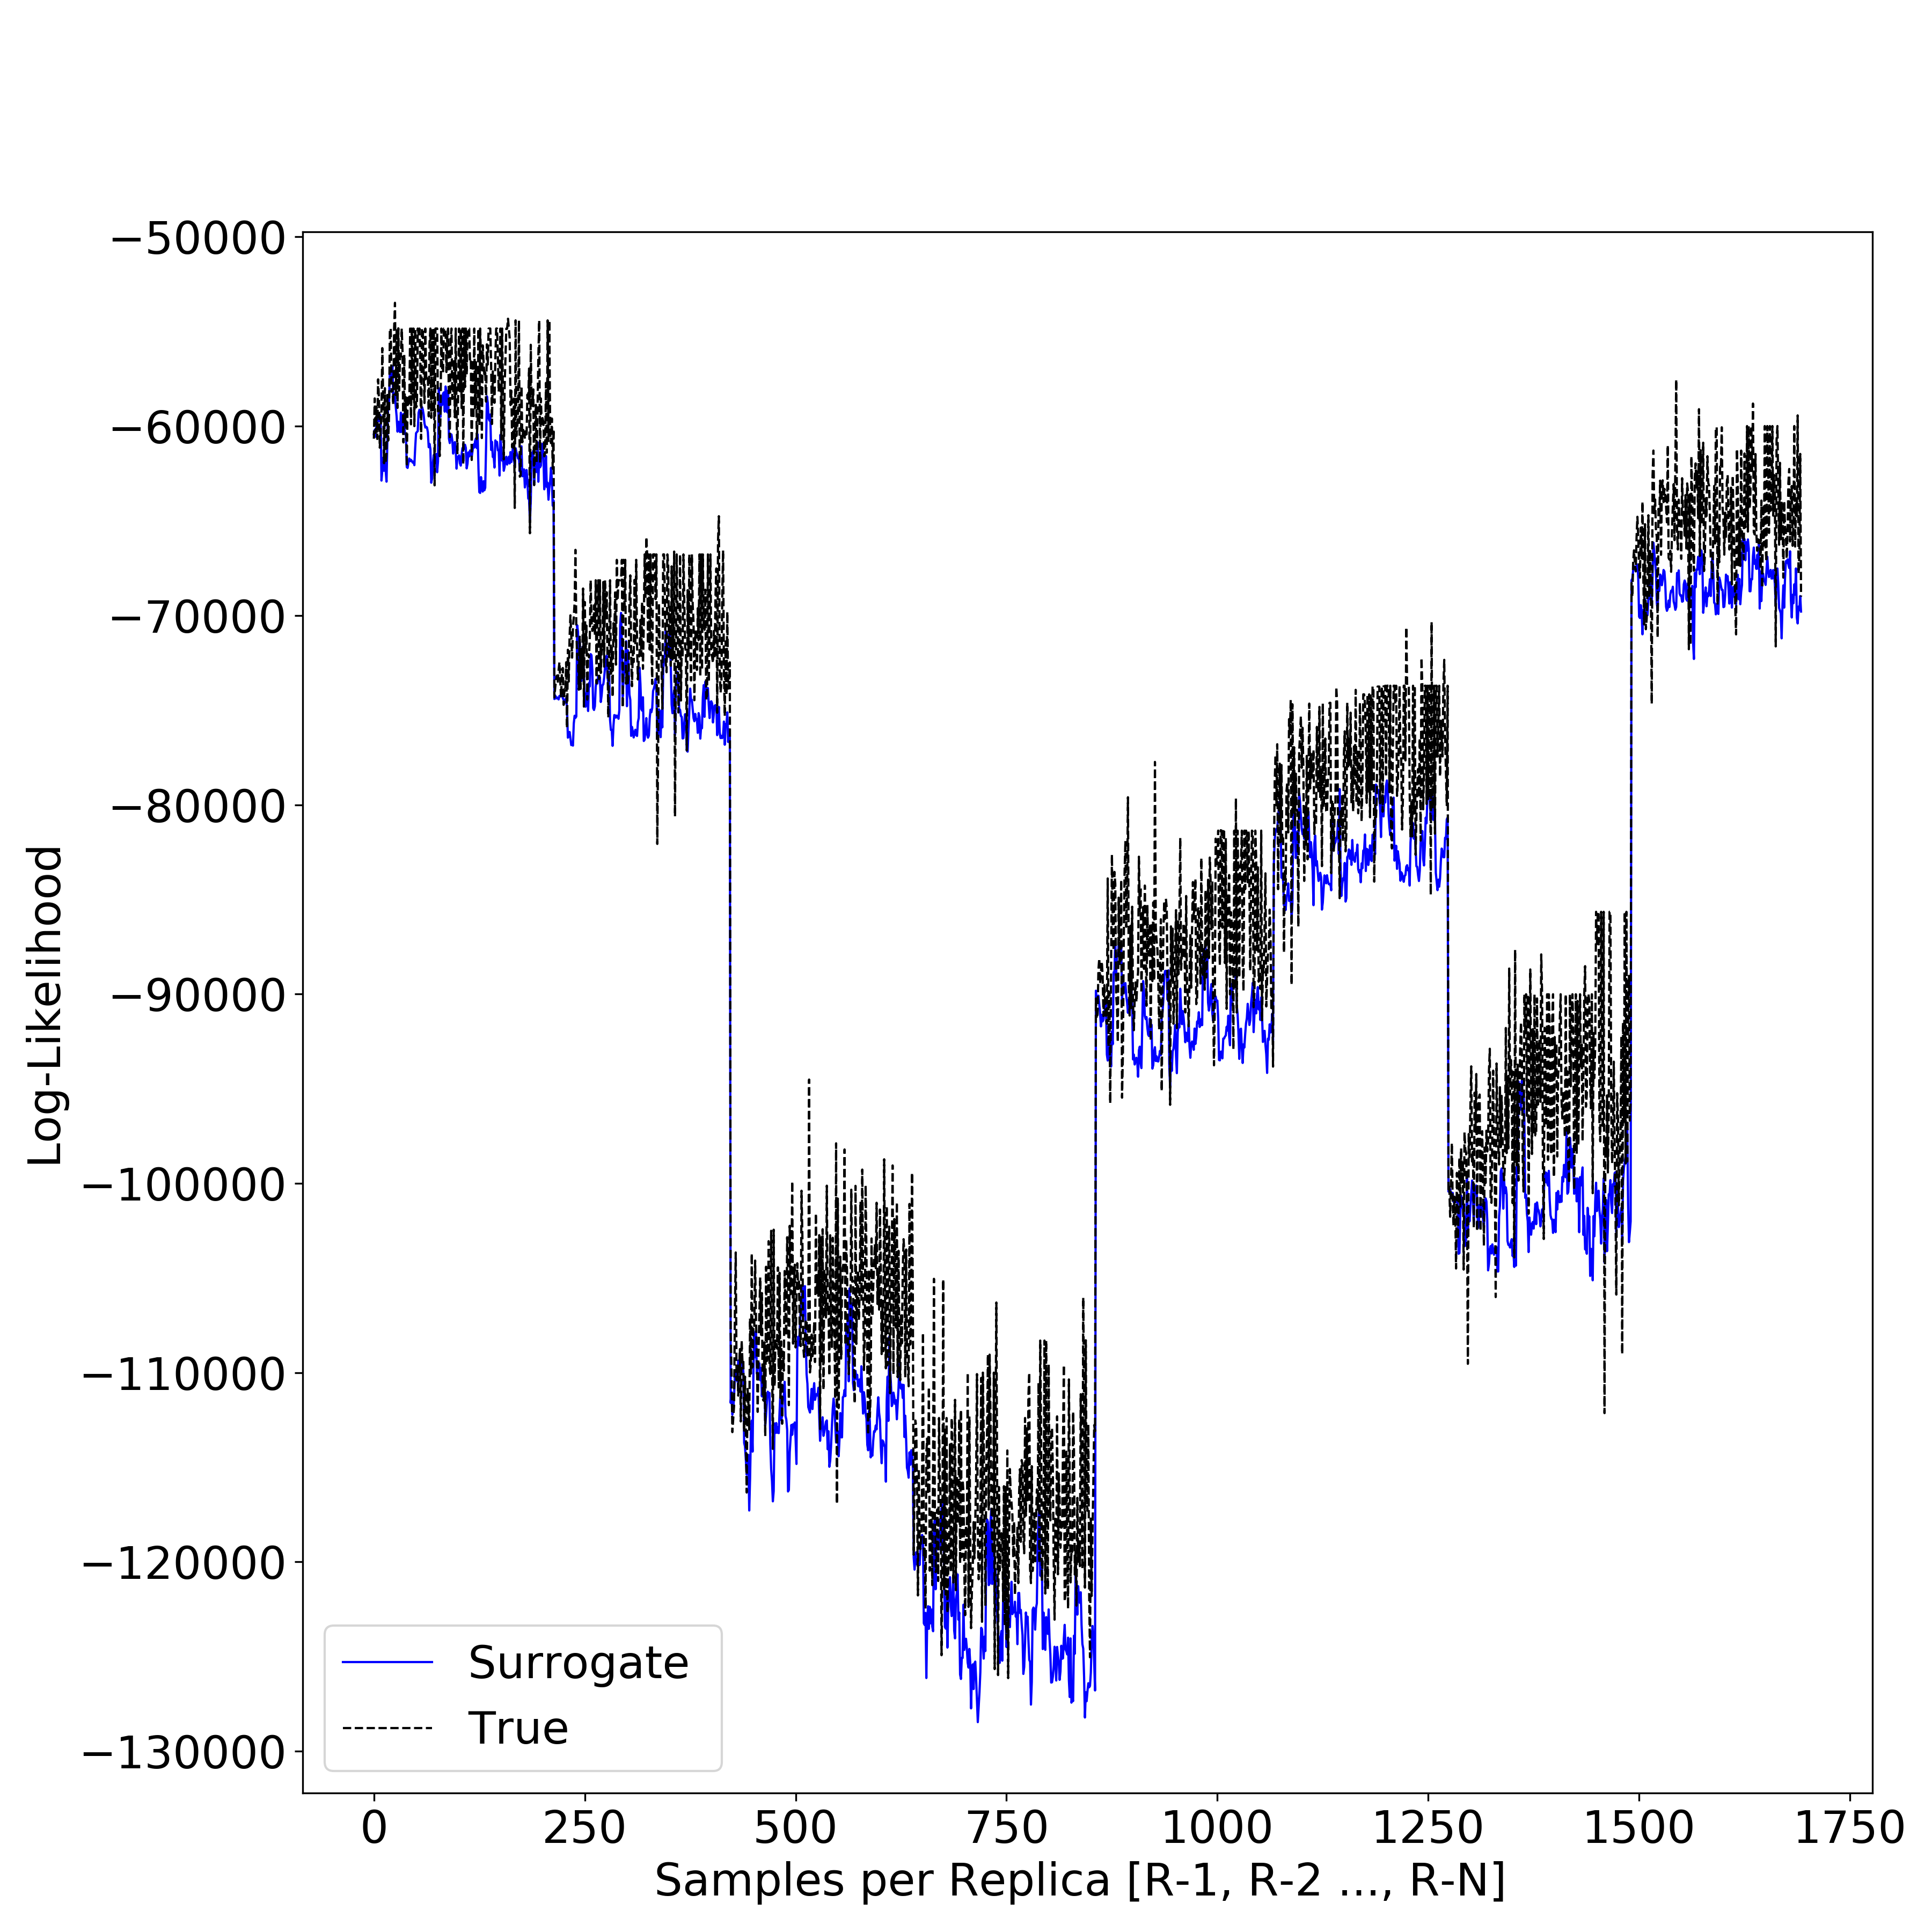 −50000
−60000
−70000
−80000
−90000
−100000
−110000
−120000
−130000
Log-Likelihood
Surrogate
True
0 250 500 750 1000 1250 1500 1750
Samples per Replica [R-1, R-2 ..., R-N]